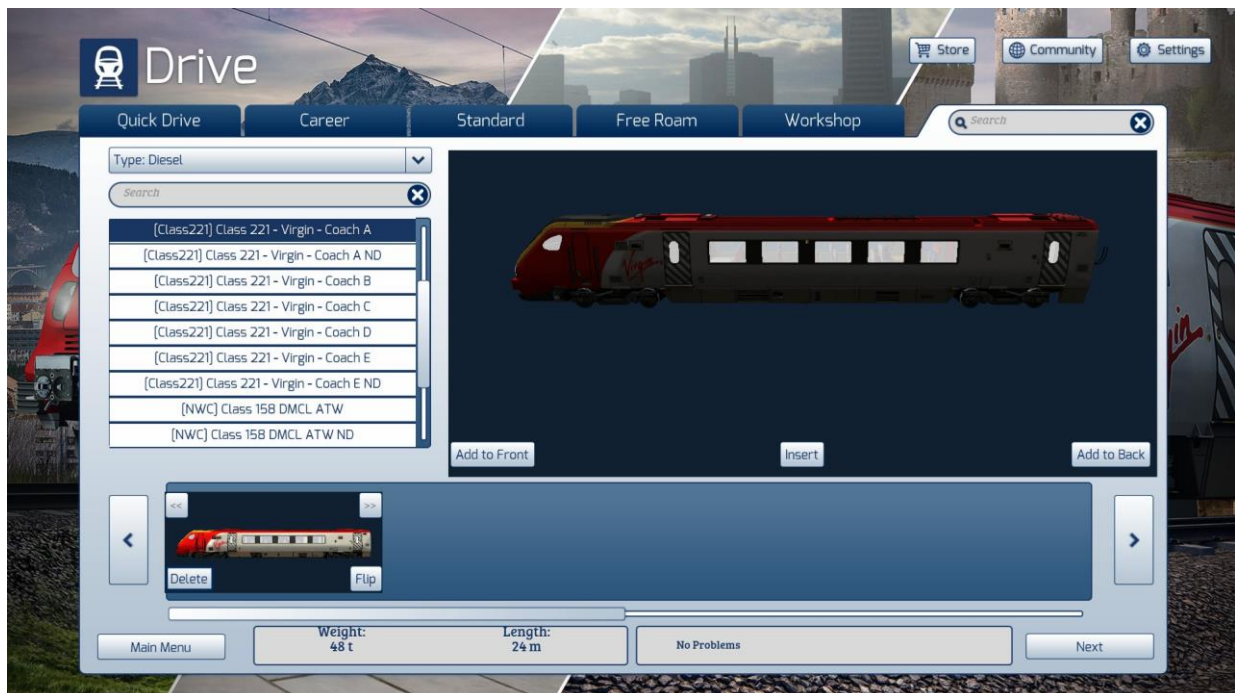 Drive
Store
Community
Settings
Quick Drive
Career
Standard
Free Roam
Workshop
Search
Type: Diesel
Search
[Class221] Class 221 - Virgin - Coach A
[Class221] Class 221 - Virgin - Coach A ND
[Class221] Class 221 - Virgin - Coach B
[Class221] Class 221 - Virgin - Coach C
[Class221] Class 221 - Virgin - Coach D
[Class221] Class 221 - Virgin - Coach E
[Class221] Class 221 - Virgin - Coach E ND
[NWC] Class 158 DMCL ATW
[NWC] Class 158 DMCL ATW ND
Virgin
Add to Front
Insert
Add to Back
<<
>>
Delete
Flip
<
>
Main Menu
Weight:
48 t
Length:
24 m
No Problems
Next